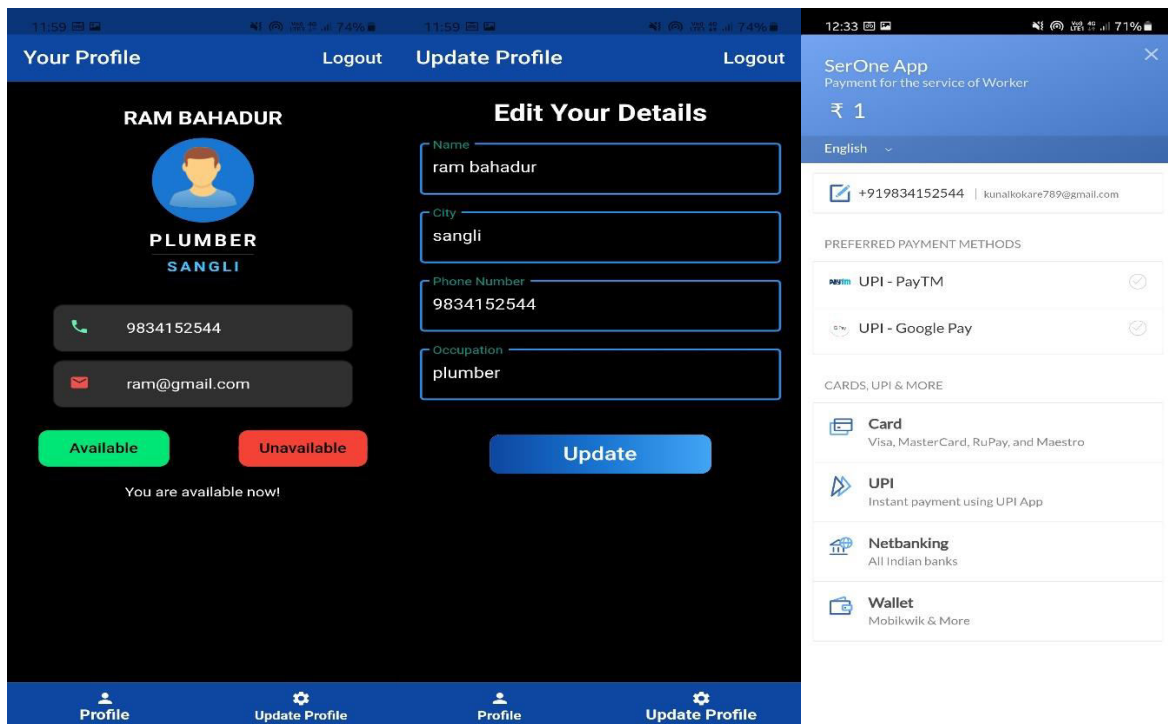 11:59
74%
Your Profile
Logout
RAM BAHADUR
PLUMBER
SANGLI
9834152544
ram@gmail.com
Available
Unavailable
You are available now!
Profile
Update Profile
11:59
74%
Update Profile
Logout
Edit Your Details
Name
ram bahadur
City
sangli
Phone Number
9834152544
Occupation
plumber
Update
Profile
Update Profile
12:33
71%
SerOne App
Payment for the service of Worker
₹ 1
English
+919834152544 | kunalkokare789@gmail.com
PREFERRED PAYMENT METHODS
UPI - PayTM
UPI - Google Pay
CARDS, UPI & MORE
Card
Visa, MasterCard, RuPay, and Maestro
UPI
Instant payment using UPI App
Netbanking
All Indian banks
Wallet
Mobikwik & More